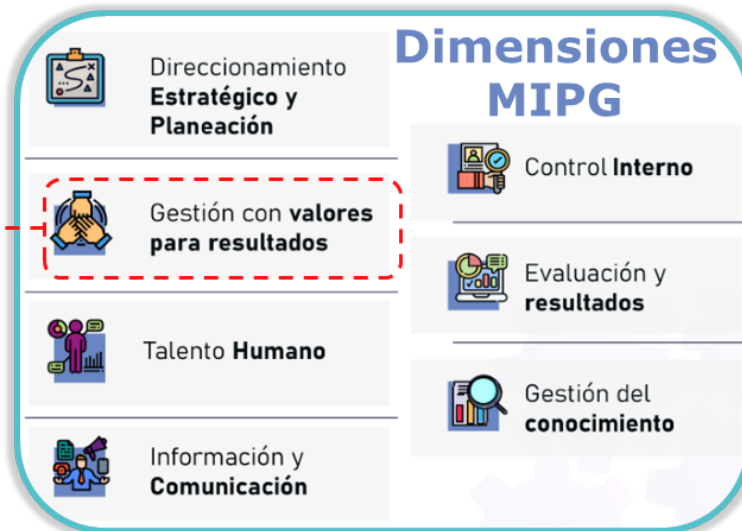 Dimensiones
MIPG
Direccionamiento
Estratégico y
Planeación
Gestión con valores
para resultados
Talento Humano
Información y
Comunicación
Control Interno
Evaluación y
resultados
Gestión del
conocimiento